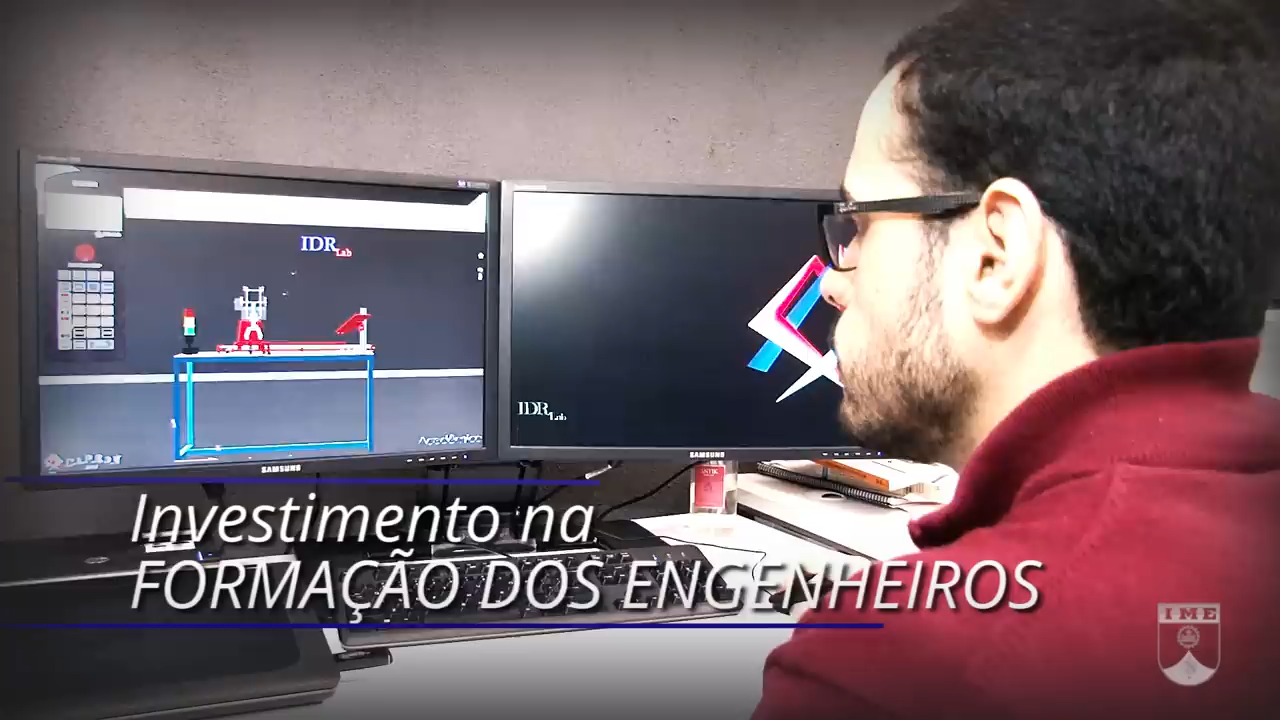 IDR
Lab
IDR Lab
SAMSUNG
SAMSUNG
Investimento na
FORMAÇÃO DOS ENGENHEIROS
IME